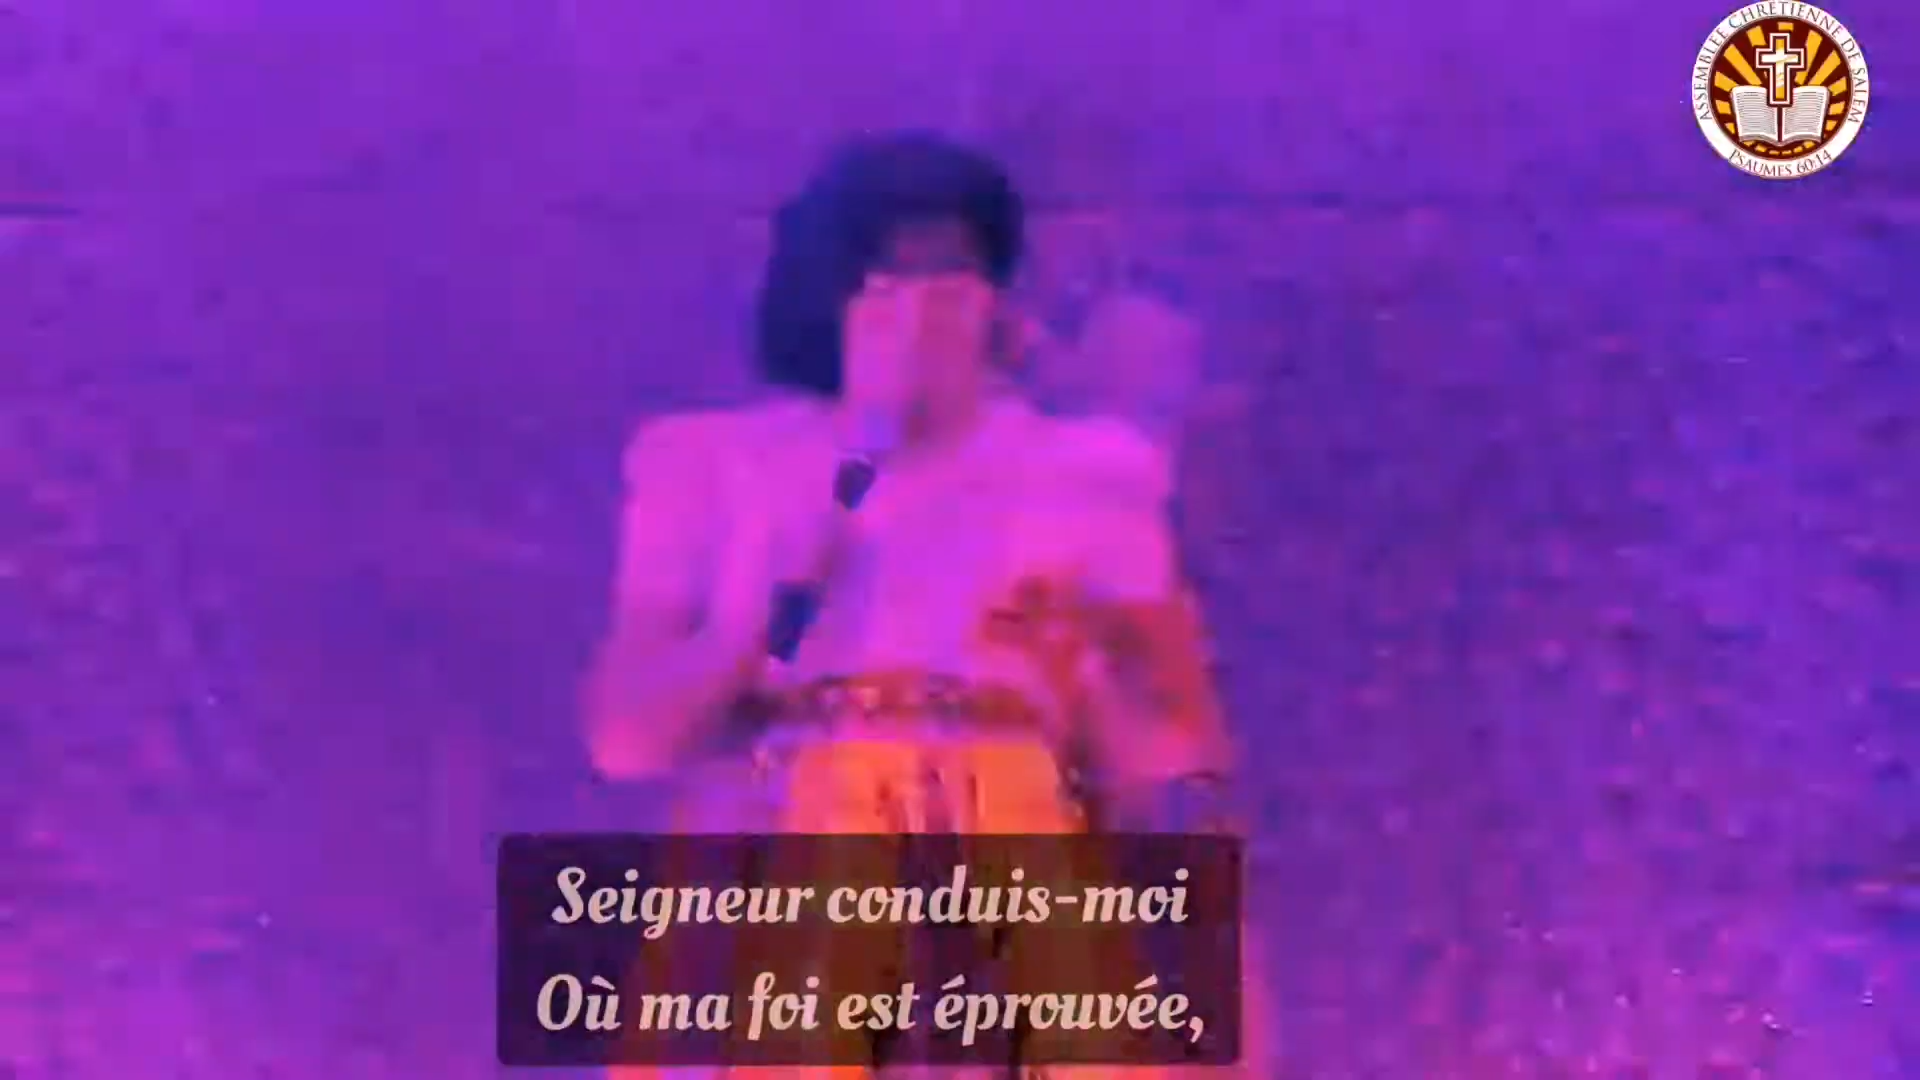 ASSEMBLEE CHRETIENNE DE SALEM
PSAUMES 60:14
Seigneur conduis-moi
Où ma foi est éprouvée,